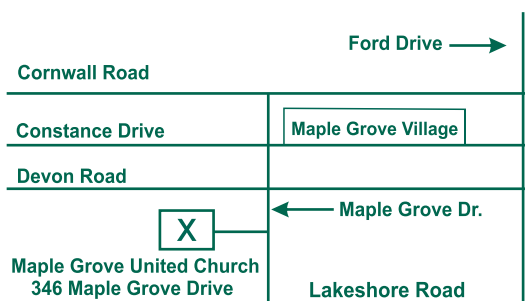 Ford Drive
Cornwall Road
Constance Drive
Maple Grove Village
Devon Road
Maple Grove Dr.
X
Maple Grove United Church
346 Maple Grove Drive
Lakeshore Road